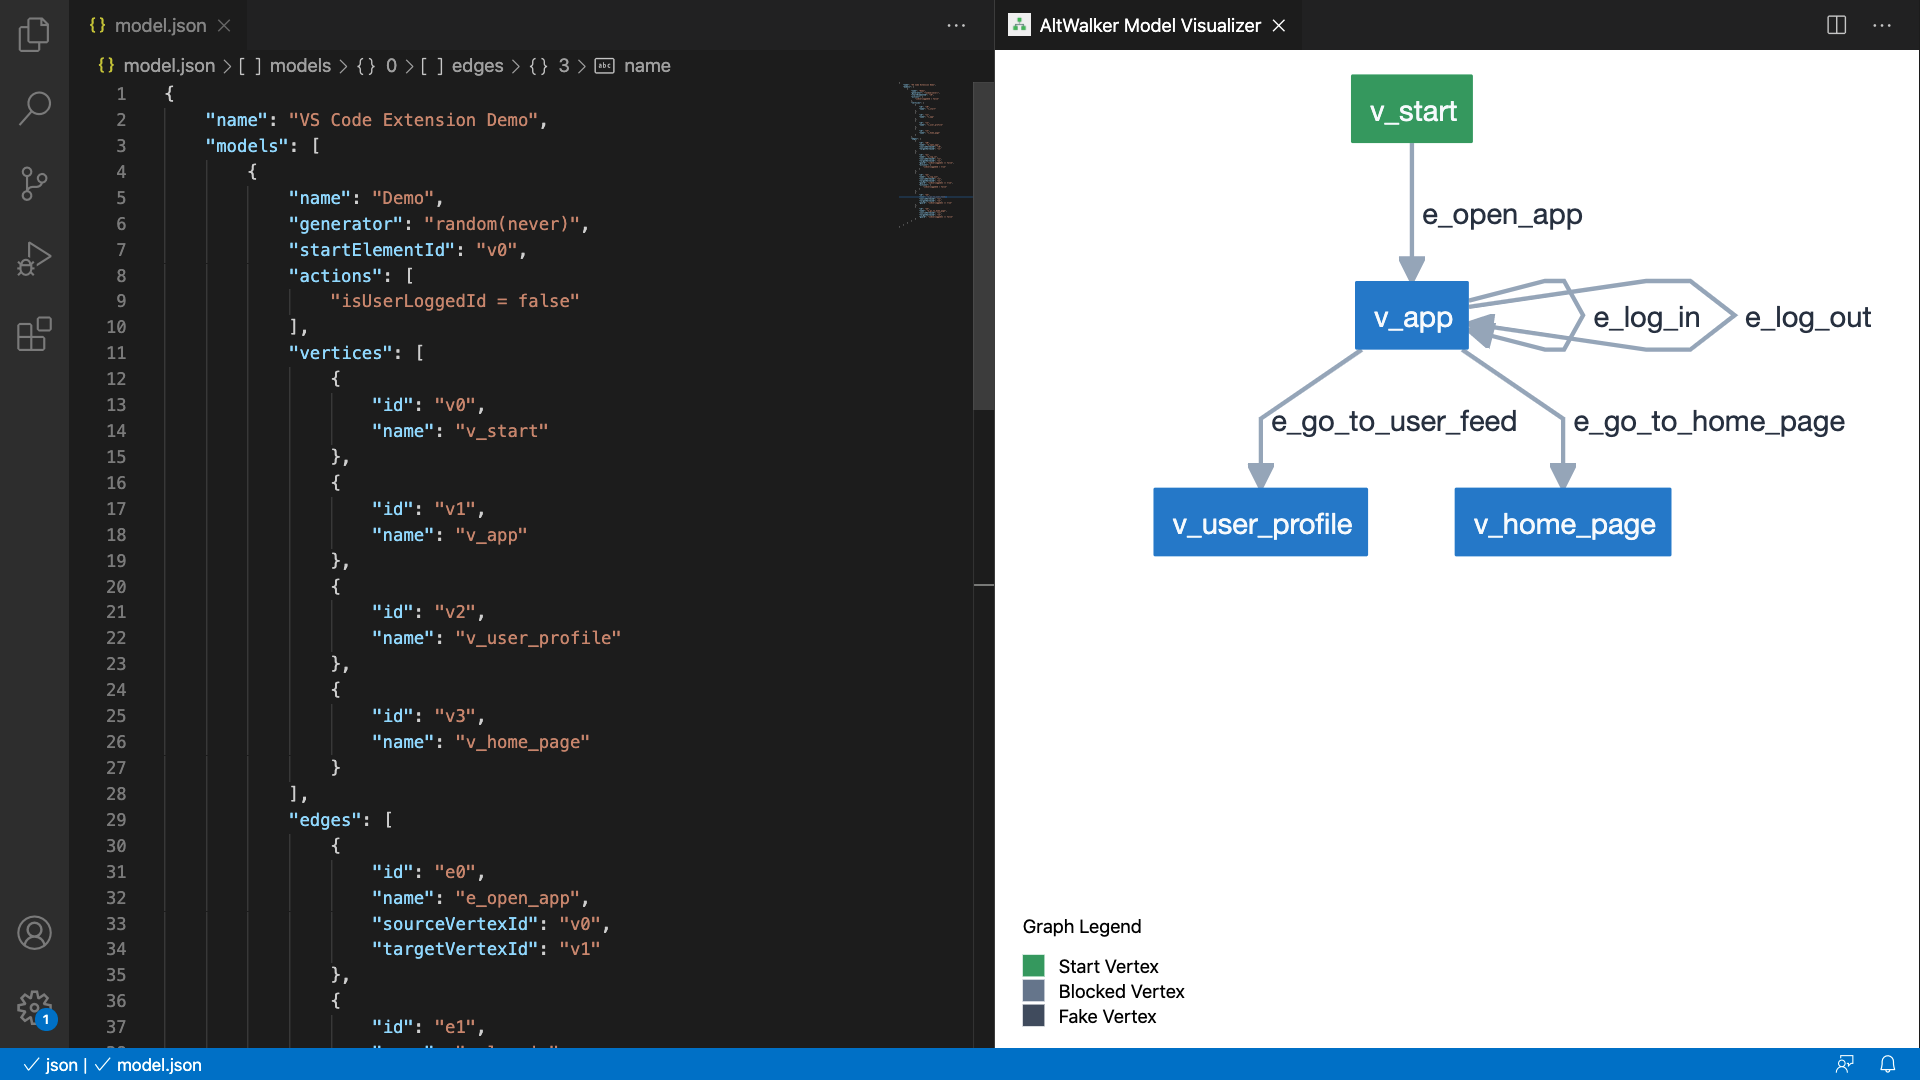 {} model.json
{} model.json > [ ] models > {} 0 > [ ] edges > {} 3 > abc name
1 {
2 "name": "VS Code Extension Demo",
3 "models": [
4 {
5 "name": "Demo",
6 "generator": "random(never)",
7 "startElementId": "v0",
8 "actions": [
9 "isUserLoggedId = false"
10 ],
11 "vertices": [
12 {
13 "id": "v0",
14 "name": "v_start"
15 },
16 {
17 "id": "v1",
18 "name": "v_app"
19 },
20 {
21 "id": "v2",
22 "name": "v_user_profile"
23 },
24 {
25 "id": "v3",
26 "name": "v_home_page"
27 }
28 ],
29 "edges": [
30 {
31 "id": "e0",
32 "name": "e_open_app",
33 "sourceVertexId": "v0",
34 "targetVertexId": "v1"
35 },
36 {
37 "id": "e1",
1
AltWalker Model Visualizer
v_start
e_open_app
v_app
e_log_in
e_log_out
e_go_to_user_feed
e_go_to_home_page
v_user_profile
v_home_page
Graph Legend
Start Vertex
Blocked Vertex
Fake Vertex
json | model.json